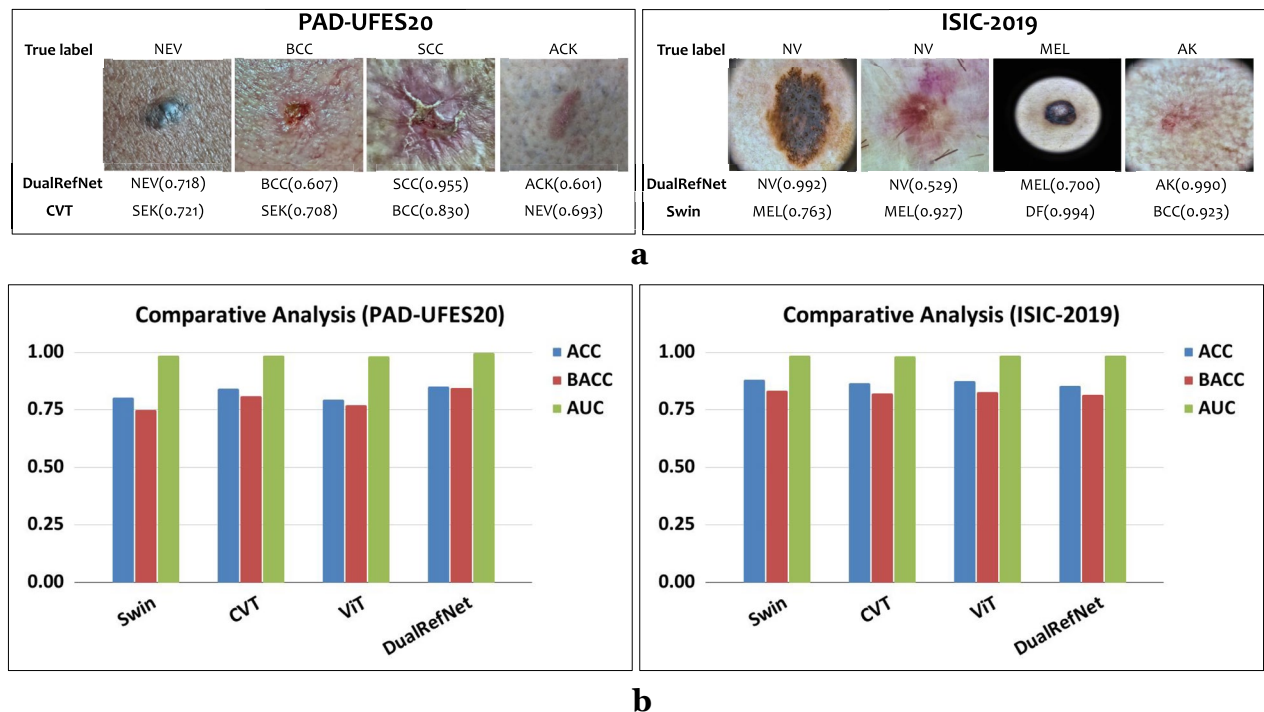 PAD-UFES20
True label NEV BCC SCC ACK
DualRefNet NEV(0.718) BCC(0.607) SCC(0.955) ACK(0.601)
CVT SEK(0.721) SEK(0.708) BCC(0.830) NEV(0.693)
ISIC-2019
True label NV NV MEL AK
DualRefNet NV(0.992) NV(0.529) MEL(0.700) AK(0.990)
Swin MEL(0.763) MEL(0.927) DF(0.994) BCC(0.923)
a
Comparative Analysis (PAD-UFES20)
1.00
0.75
0.50
0.25
0.00
Swin CVT ViT DualRefNet
ACC
BACC
AUC
Comparative Analysis (ISIC-2019)
1.00
0.75
0.50
0.25
0.00
Swin CVT ViT DualRefNet
ACC
BACC
AUC
b